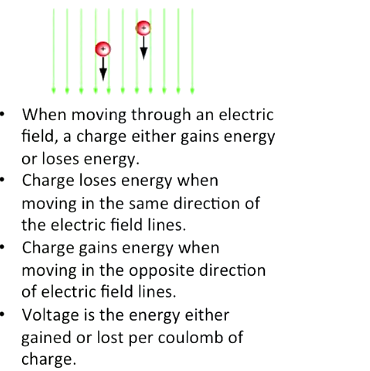 • When moving through an electric
field, a charge either gains energy
or loses energy.
• Charge loses energy when
moving in the same direction of
the electric field lines.
• Charge gains energy when
moving in the opposite direction
of electric field lines.
• Voltage is the energy either
gained or lost per coulomb of
charge.